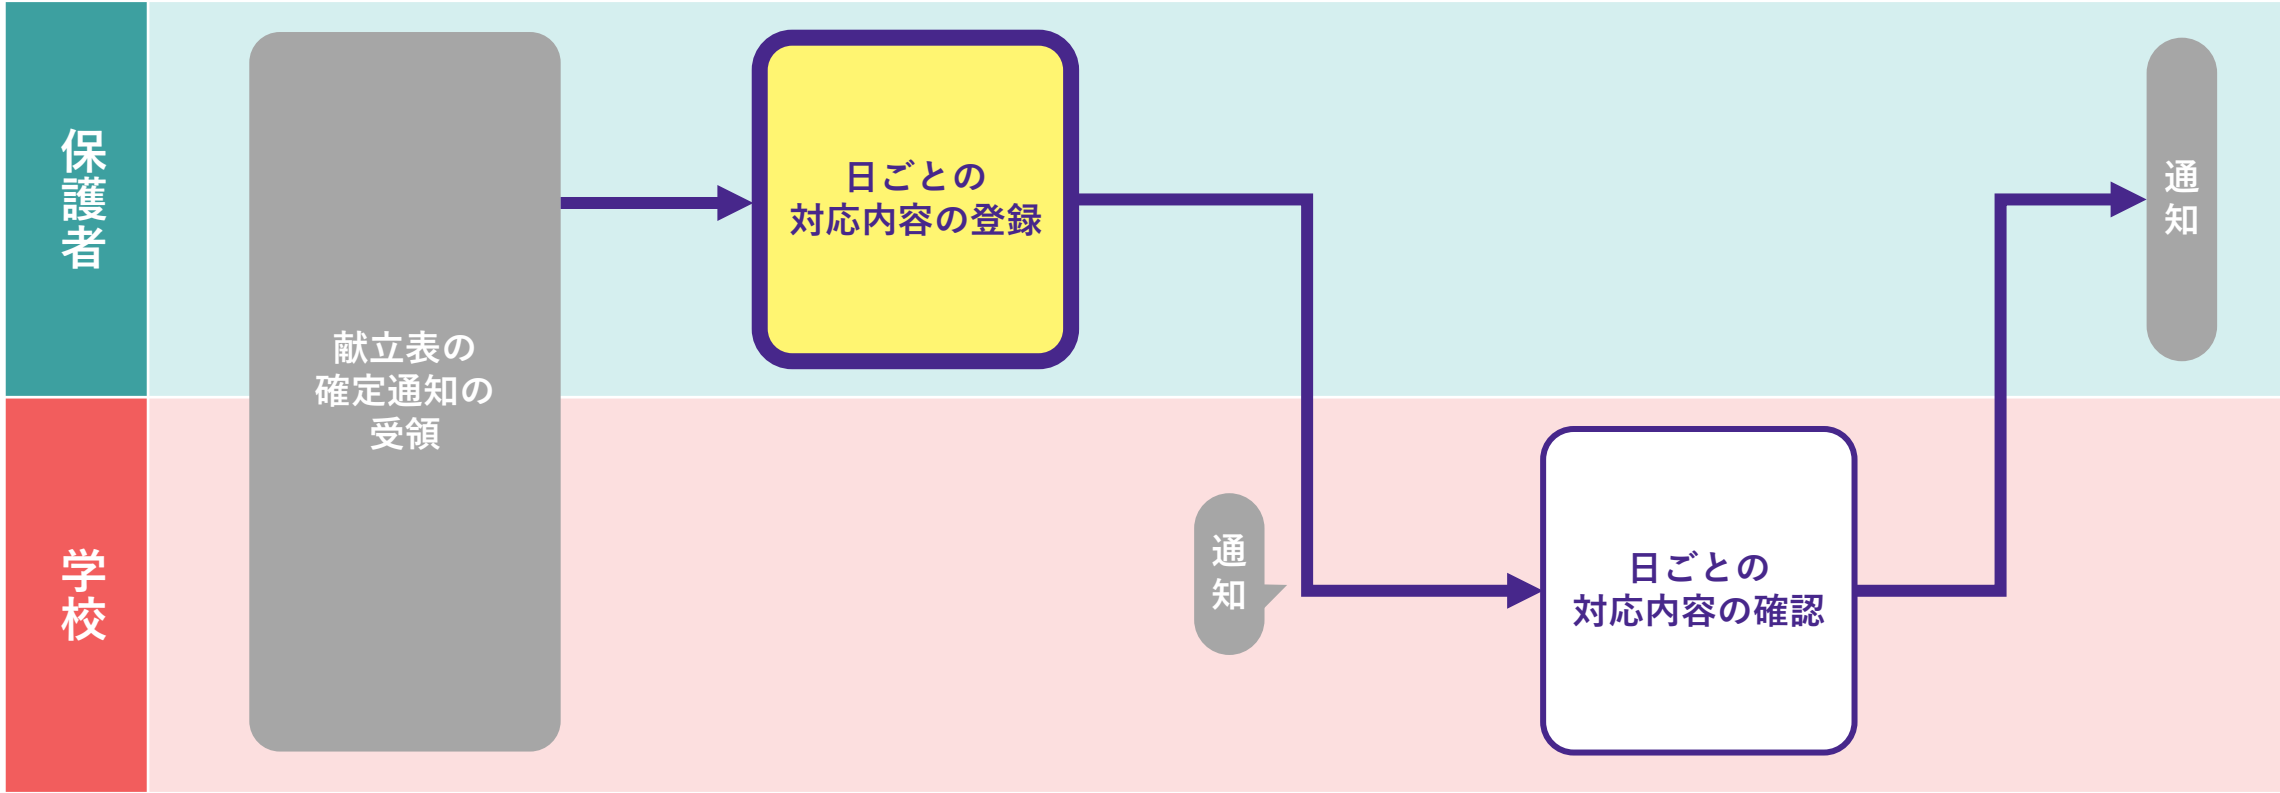 保護者
献立表の
確定通知の
受領
日ごとの
対応内容の登録
通知
学校
通知
日ごとの
対応内容の確認